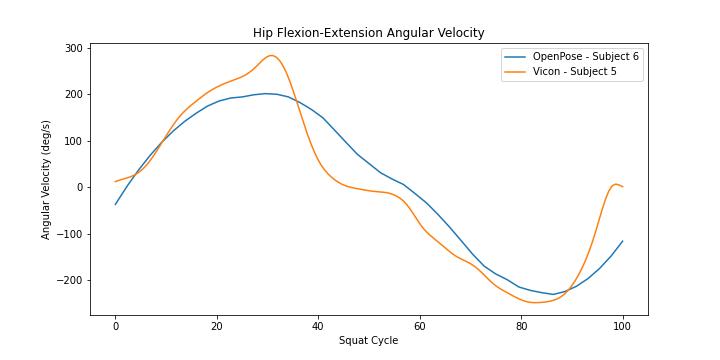 Hip Flexion-Extension Angular Velocity
OpenPose - Subject 6
Vicon - Subject 5
300
200
100
0
−100
−200
Angular Velocity (deg/s)
0 20 40 60 80 100
Squat Cycle